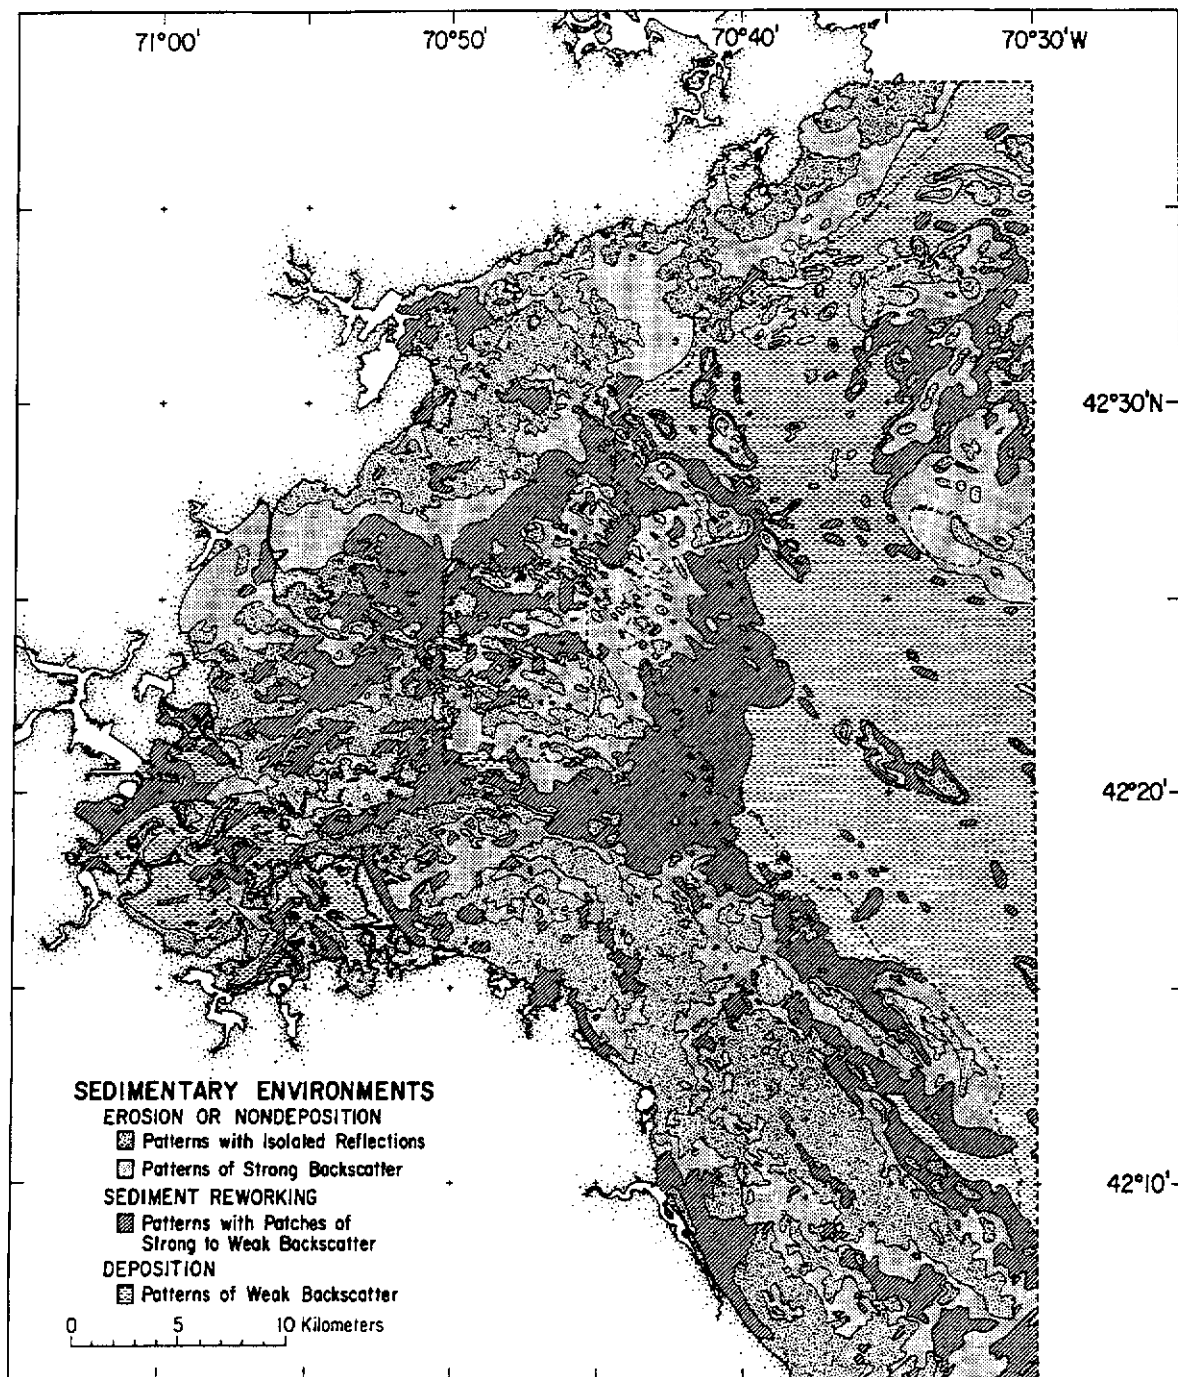 71°00' 70°50' 70°40' 70°30'W
42°30'N
42°20'
42°10'
SEDIMENTARY ENVIRONMENTS
EROSION OR NONDEPOSITION
Patterns with Isolated Reflections
Patterns of Strong Backscatter
SEDIMENT REWORKING
Patterns with Patches of
Strong to Weak Backscatter
DEPOSITION
Patterns of Weak Backscatter
0 5 10 Kilometers